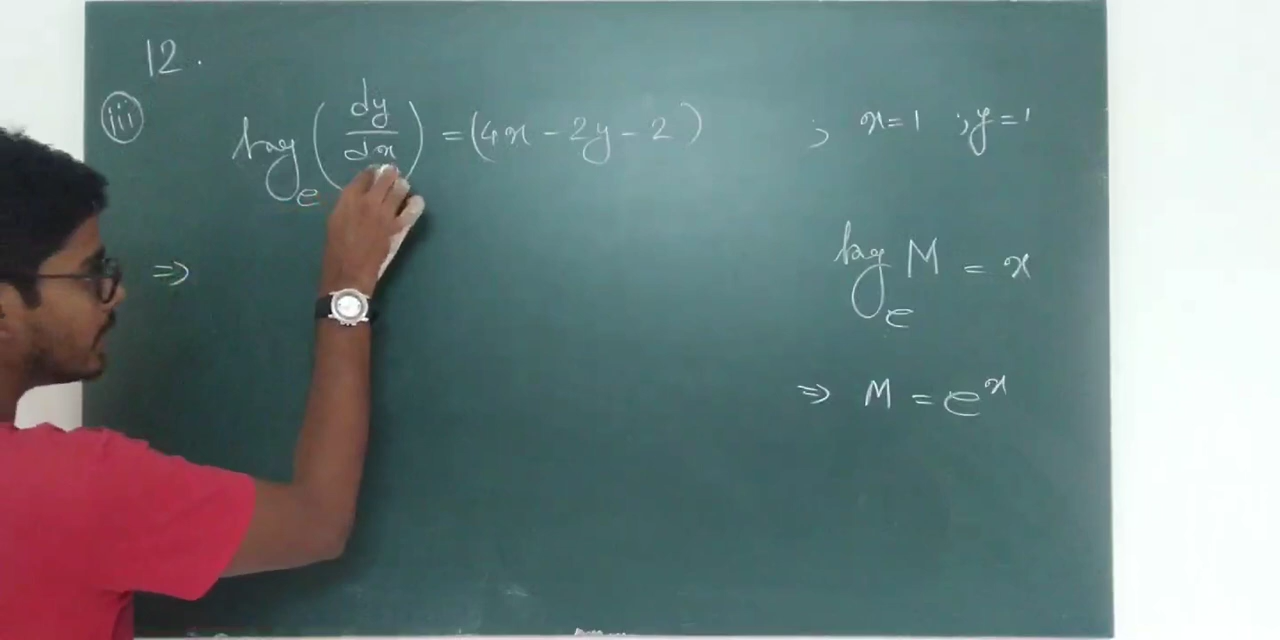 12.
(iii) log_e (dy/dx) = (4x - 2y - 2) ; x=1 ; y=1
log_e M = x
⇒
⇒ M = e^x